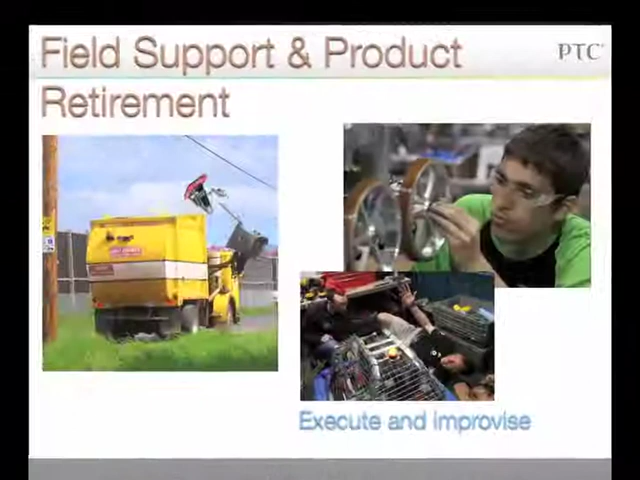 Field Support & Product
Retirement
PTC
Execute and improvise